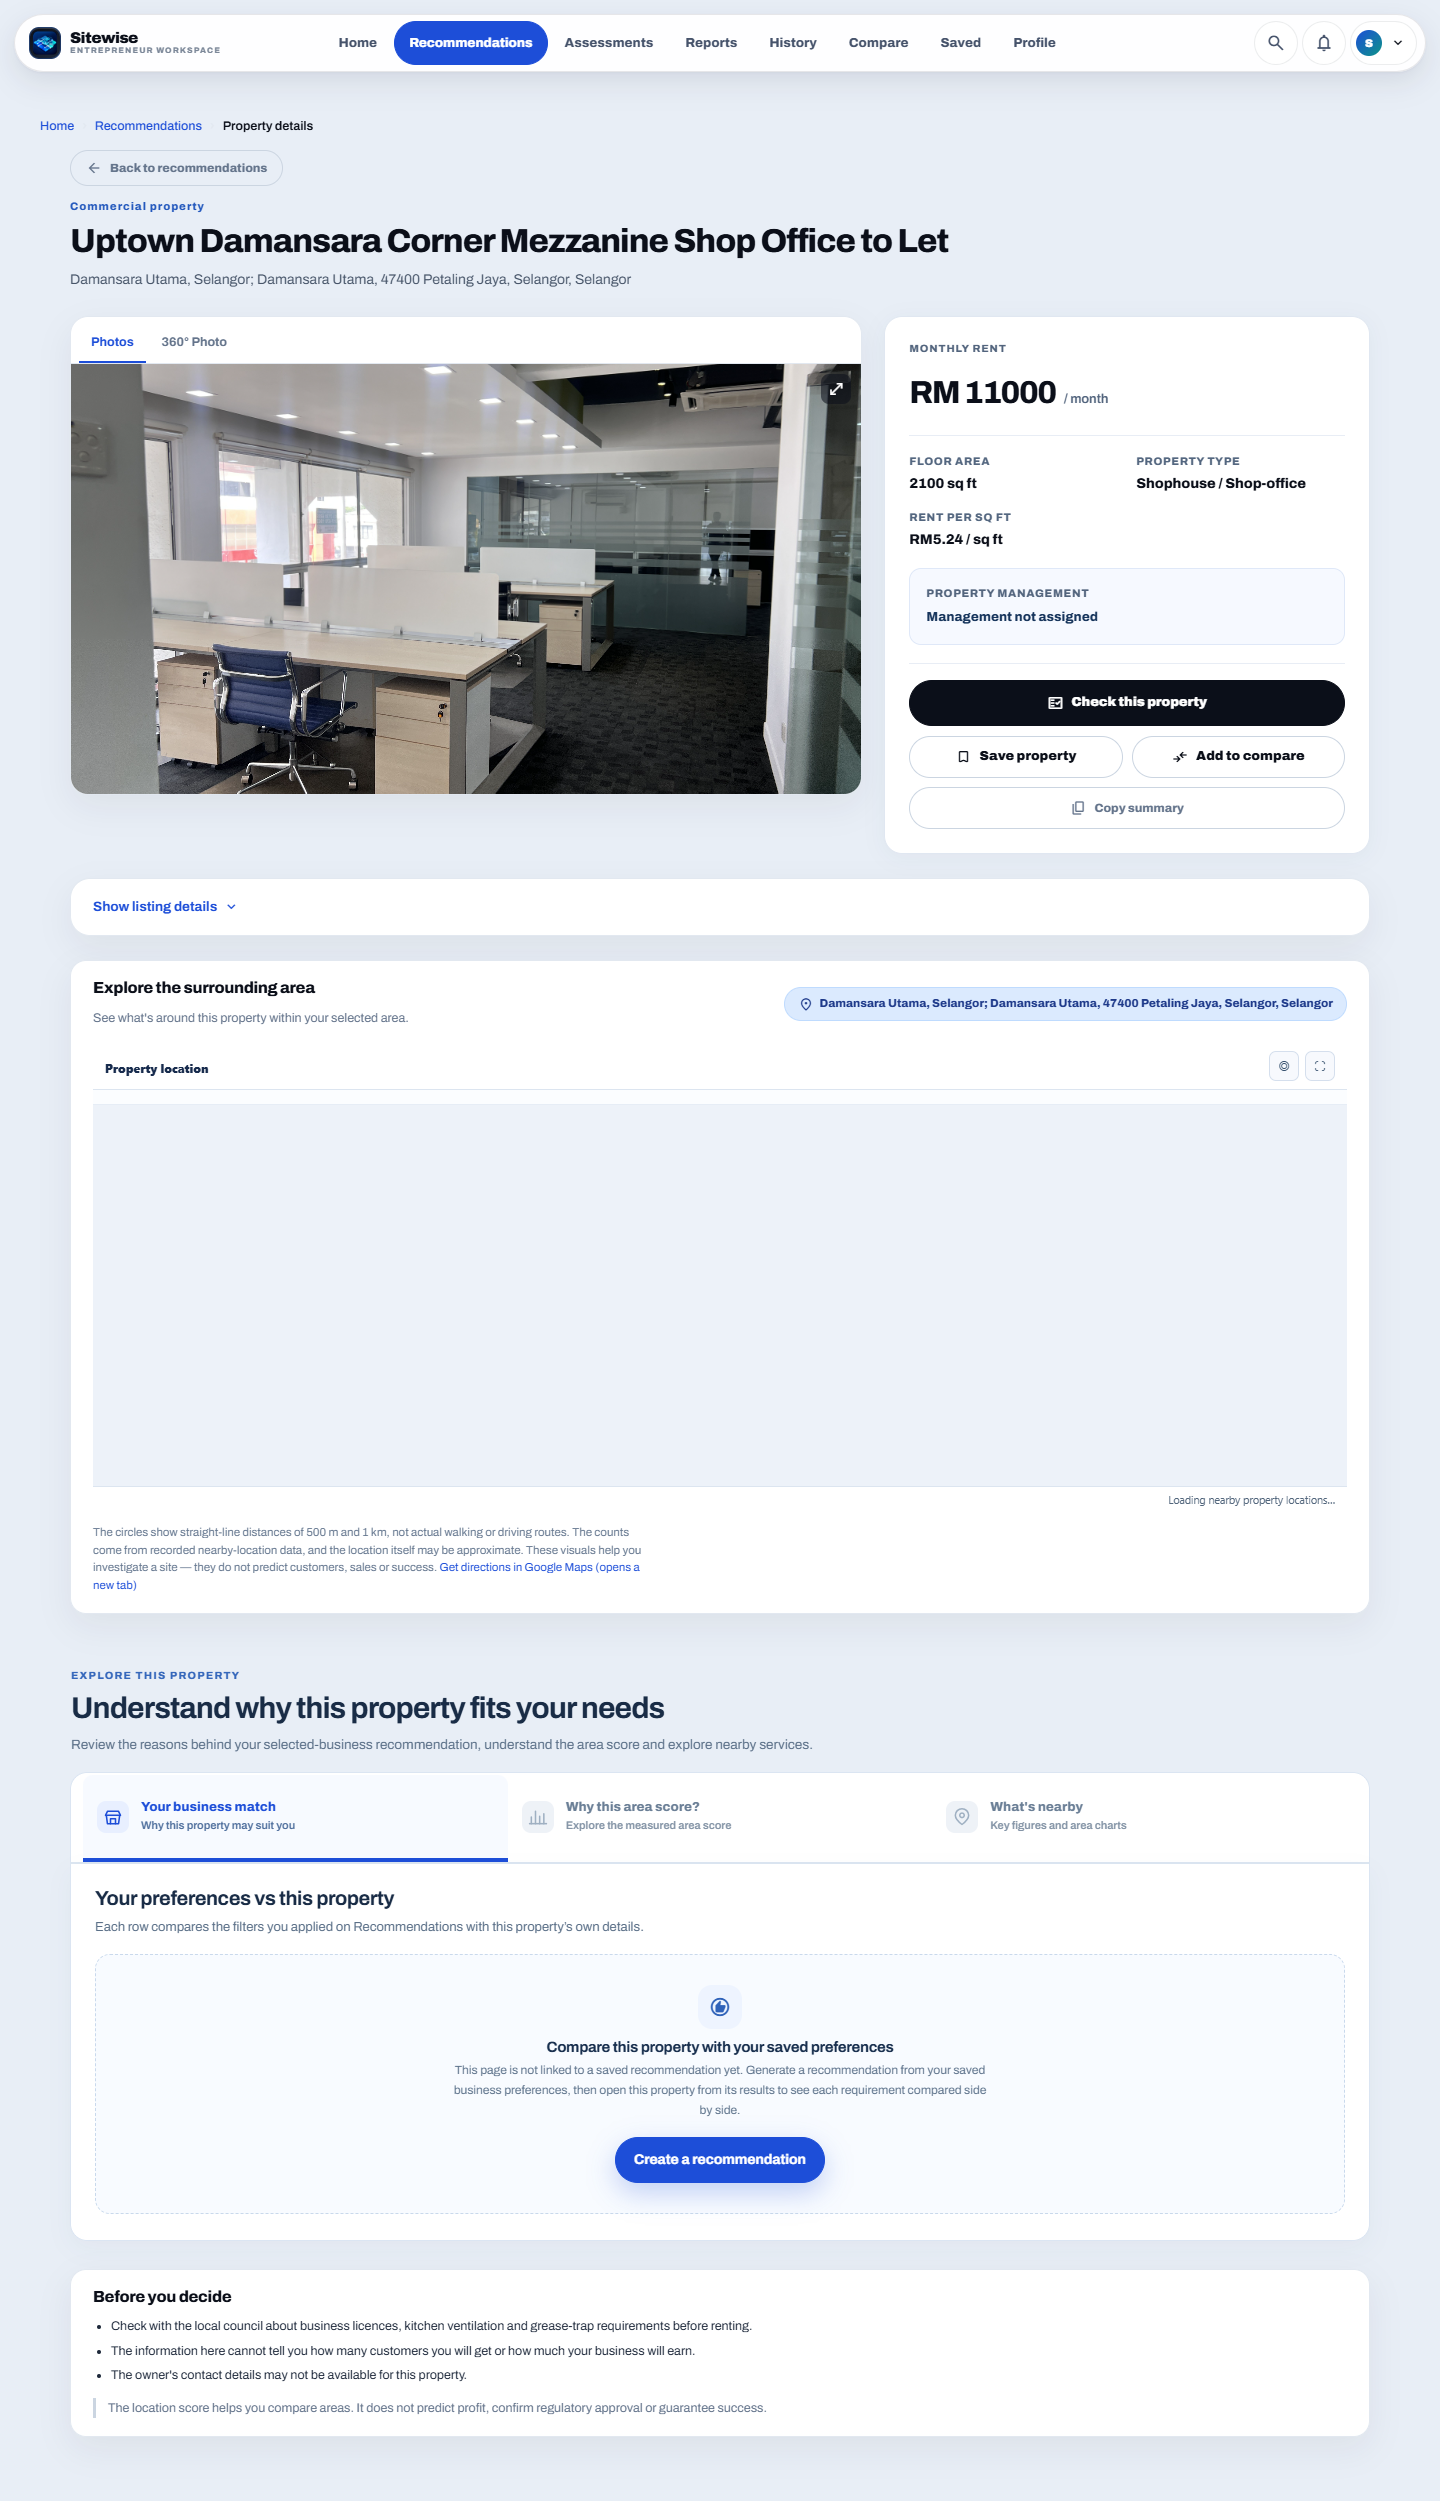 Sitewise
ENTREPRENEUR WORKSPACE
Home
Recommendations
Assessments
Reports
History
Compare
Saved
Profile
S
Home
Recommendations
Property details
Back to recommendations
Commercial property
Uptown Damansara Corner Mezzanine Shop Office to Let
Damansara Utama, Selangor; Damansara Utama, 47400 Petaling Jaya, Selangor, Selangor
Photos
360° Photo
MONTHLY RENT
RM 11000 / month
FLOOR AREA
2100 sq ft
PROPERTY TYPE
Shophouse / Shop-office
RENT PER SQ FT
RM5.24 / sq ft
PROPERTY MANAGEMENT
Management not assigned
Check this property
Save property
Add to compare
Copy summary
Show listing details
Explore the surrounding area
See what's around this property within your selected area.
Damansara Utama, Selangor; Damansara Utama, 47400 Petaling Jaya, Selangor, Selangor
Property location
Loading nearby property locations...
The circles show straight-line distances of 500 m and 1 km, not actual walking or driving routes. The counts
come from recorded nearby-location data, and the location itself may be approximate. These visuals help you
investigate a site — they do not predict customers, sales or success. Get directions in Google Maps (opens a
new tab)
EXPLORE THIS PROPERTY
Understand why this property fits your needs
Review the reasons behind your selected-business recommendation, understand the area score and explore nearby services.
Your business match
Why this property may suit you
Why this area score?
Explore the measured area score
What's nearby
Key figures and area charts
Your preferences vs this property
Each row compares the filters you applied on Recommendations with this property's own details.
Compare this property with your saved preferences
This page is not linked to a saved recommendation yet. Generate a recommendation from your saved
business preferences, then open this property from its results to see each requirement compared side
by side.
Create a recommendation
Before you decide
• Check with the local council about business licences, kitchen ventilation and grease-trap requirements before renting.
• The information here cannot tell you how many customers you will get or how much your business will earn.
• The owner's contact details may not be available for this property.
The location score helps you compare areas. It does not predict profit, confirm regulatory approval or guarantee success.